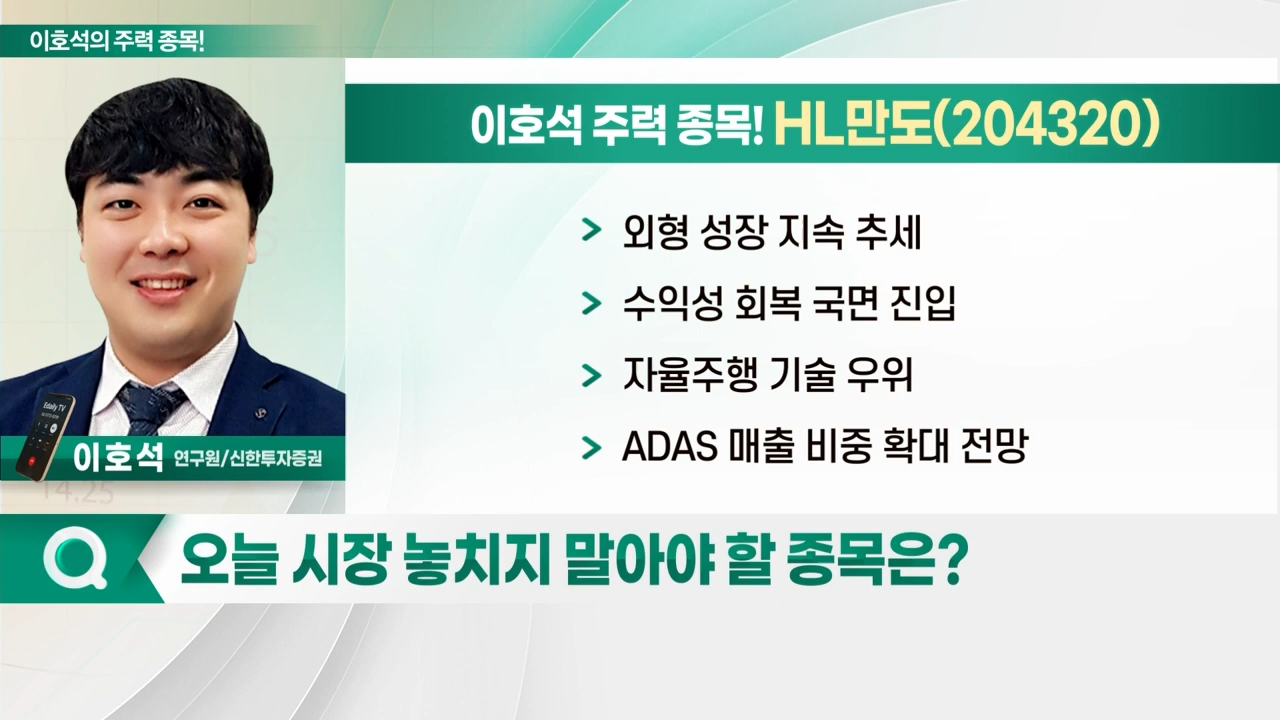 이호석의 주력 종목!
이호석 주력 종목! HL만도(204320)
외형 성장 지속 추세
수익성 회복 국면 진입
자율주행 기술 우위
ADAS 매출 비중 확대 전망
Edaily TV
이호석 연구원/신한투자증권
14.25
Q 오늘 시장 놓치지 말아야 할 종목은?